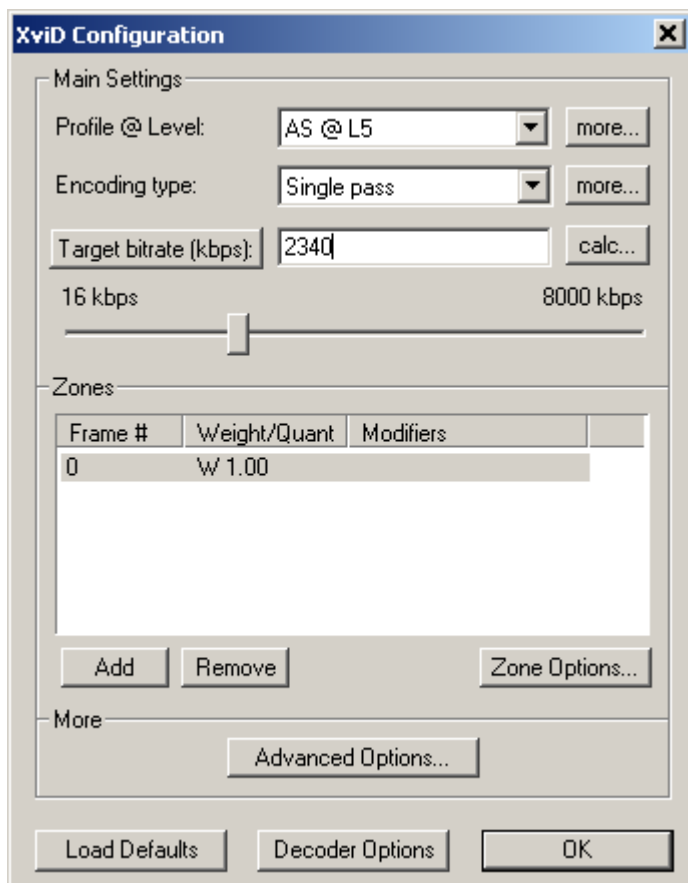 XviD Configuration
Main Settings
Profile @ Level: AS @ L5 more...
Encoding type: Single pass more...
Target bitrate (kbps): 2340 calc...
16 kbps 8000 kbps
Zones
Frame # Weight/Quant Modifiers
0 W 1.00
Add Remove Zone Options...
More
Advanced Options...
Load Defaults Decoder Options OK